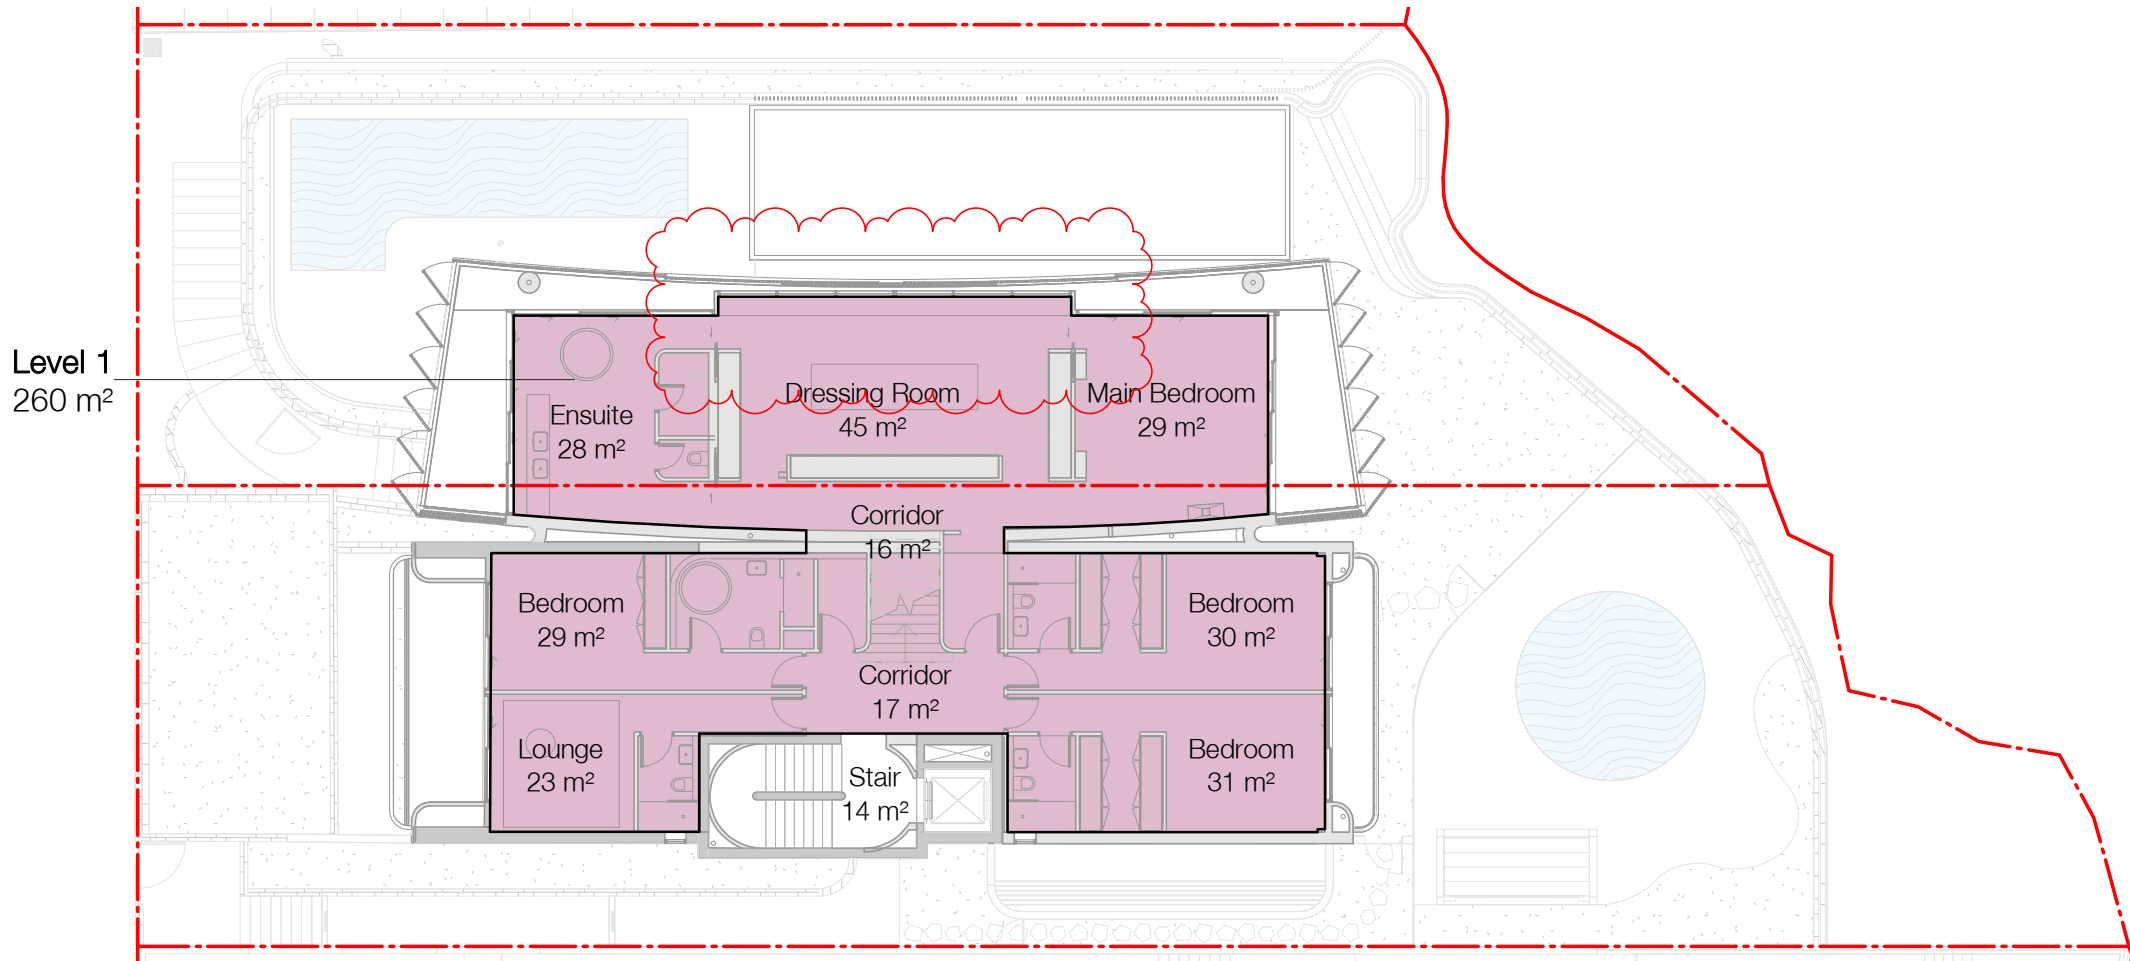 Level 1
260 m²
Ensuite
28 m²
Dressing Room
45 m²
Main Bedroom
29 m²
Corridor
16 m²
Bedroom
29 m²
Bedroom
30 m²
Corridor
17 m²
Lounge
23 m²
Stair
14 m²
Bedroom
31 m²